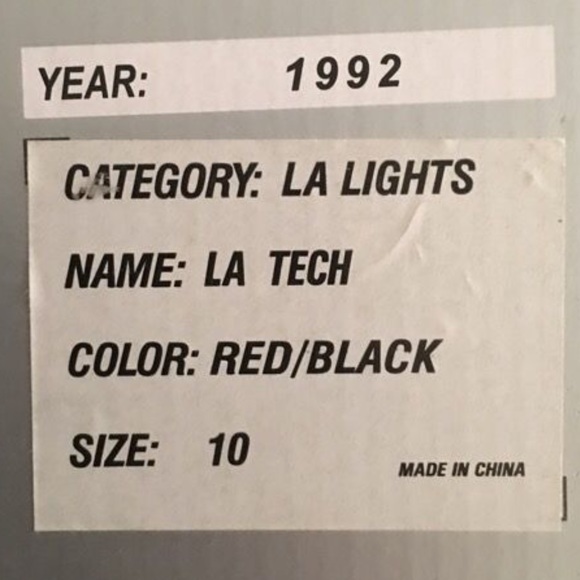 YEAR: 1992
CATEGORY: LA LIGHTS
NAME: LA TECH
COLOR: RED/BLACK
SIZE: 10
MADE IN CHINA